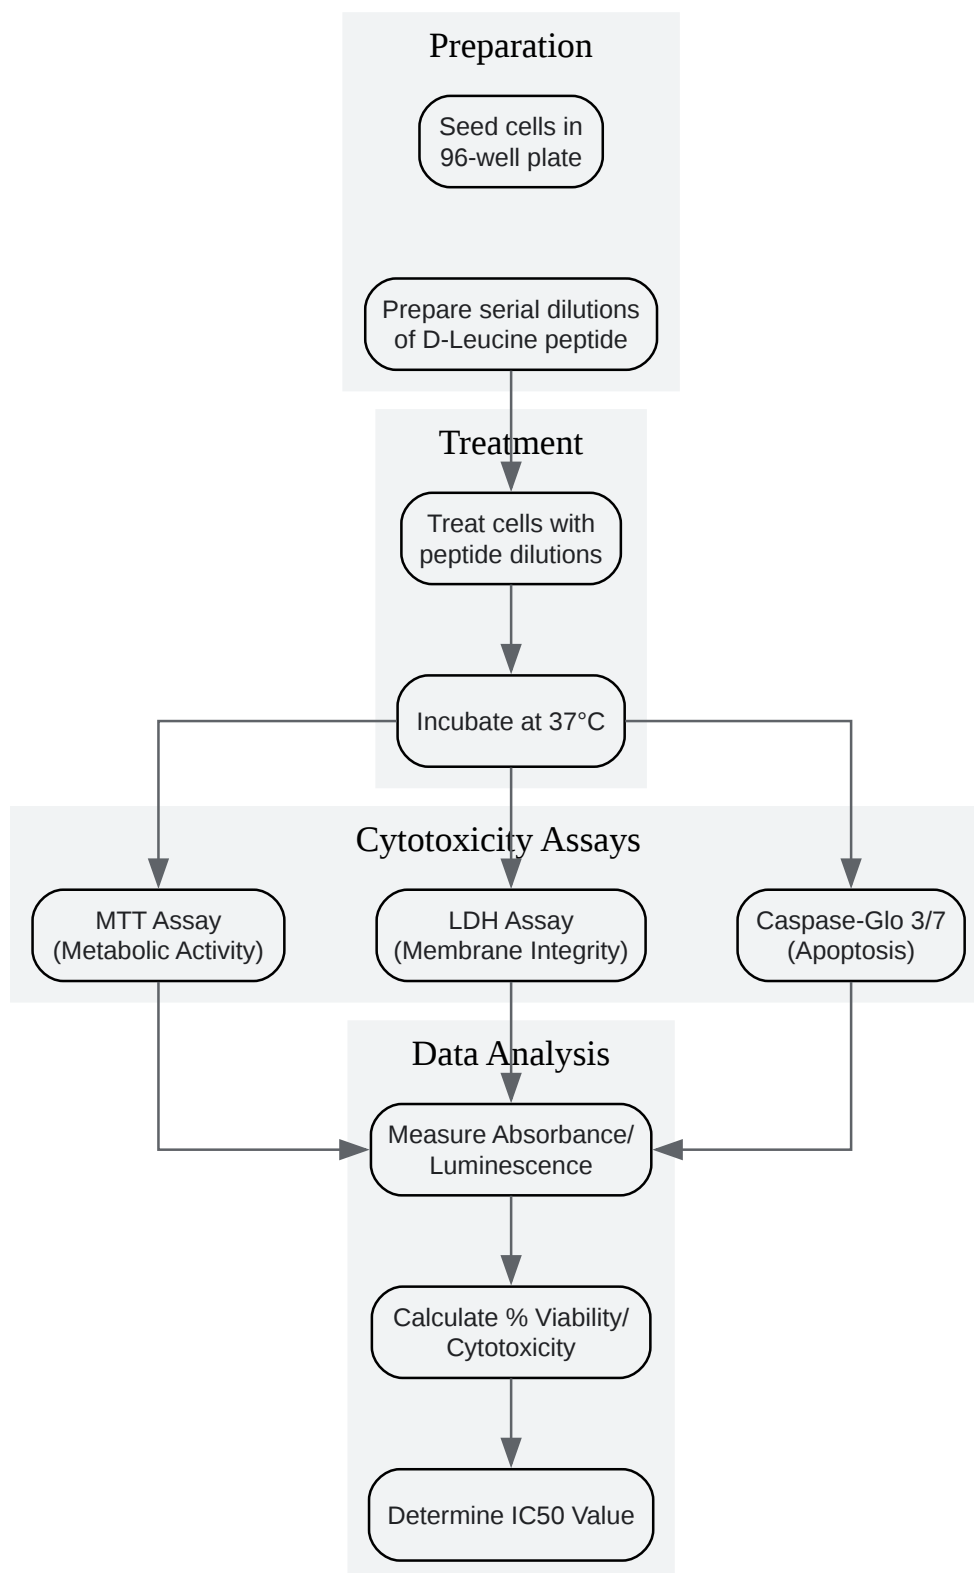 Preparation
Seed cells in
96-well plate
Prepare serial dilutions
of D-Leucine peptide
Treatment
Treat cells with
peptide dilutions
Incubate at 37°C
Cytotoxicity Assays
MTT Assay
(Metabolic Activity)
LDH Assay
(Membrane Integrity)
Caspase-Glo 3/7
(Apoptosis)
Data Analysis
Measure Absorbance/
Luminescence
Calculate % Viability/
Cytotoxicity
Determine IC50 Value